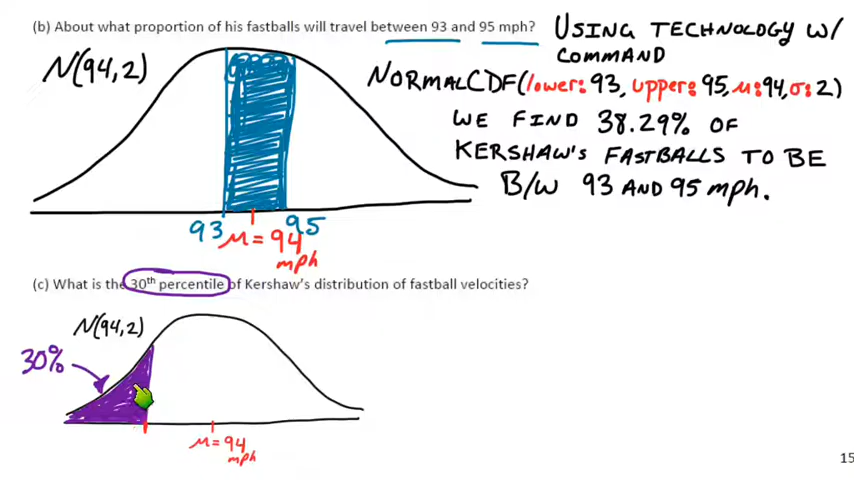 (b) About what proportion of his fastballs will travel between 93 and 95 mph?
USING TECHNOLOGY W/
COMMAND
N(94,2)
NORMALCDF(lower: 93, upper: 95, μ: 94, σ: 2)
WE FIND 38.29% OF
KERSHAW'S FASTBALLS TO BE
B/W 93 AND 95 mph.
93
95
μ = 94
mph
(c) What is the 30th percentile of Kershaw's distribution of fastball velocities?
N(94,2)
30%
μ = 94
mph
15